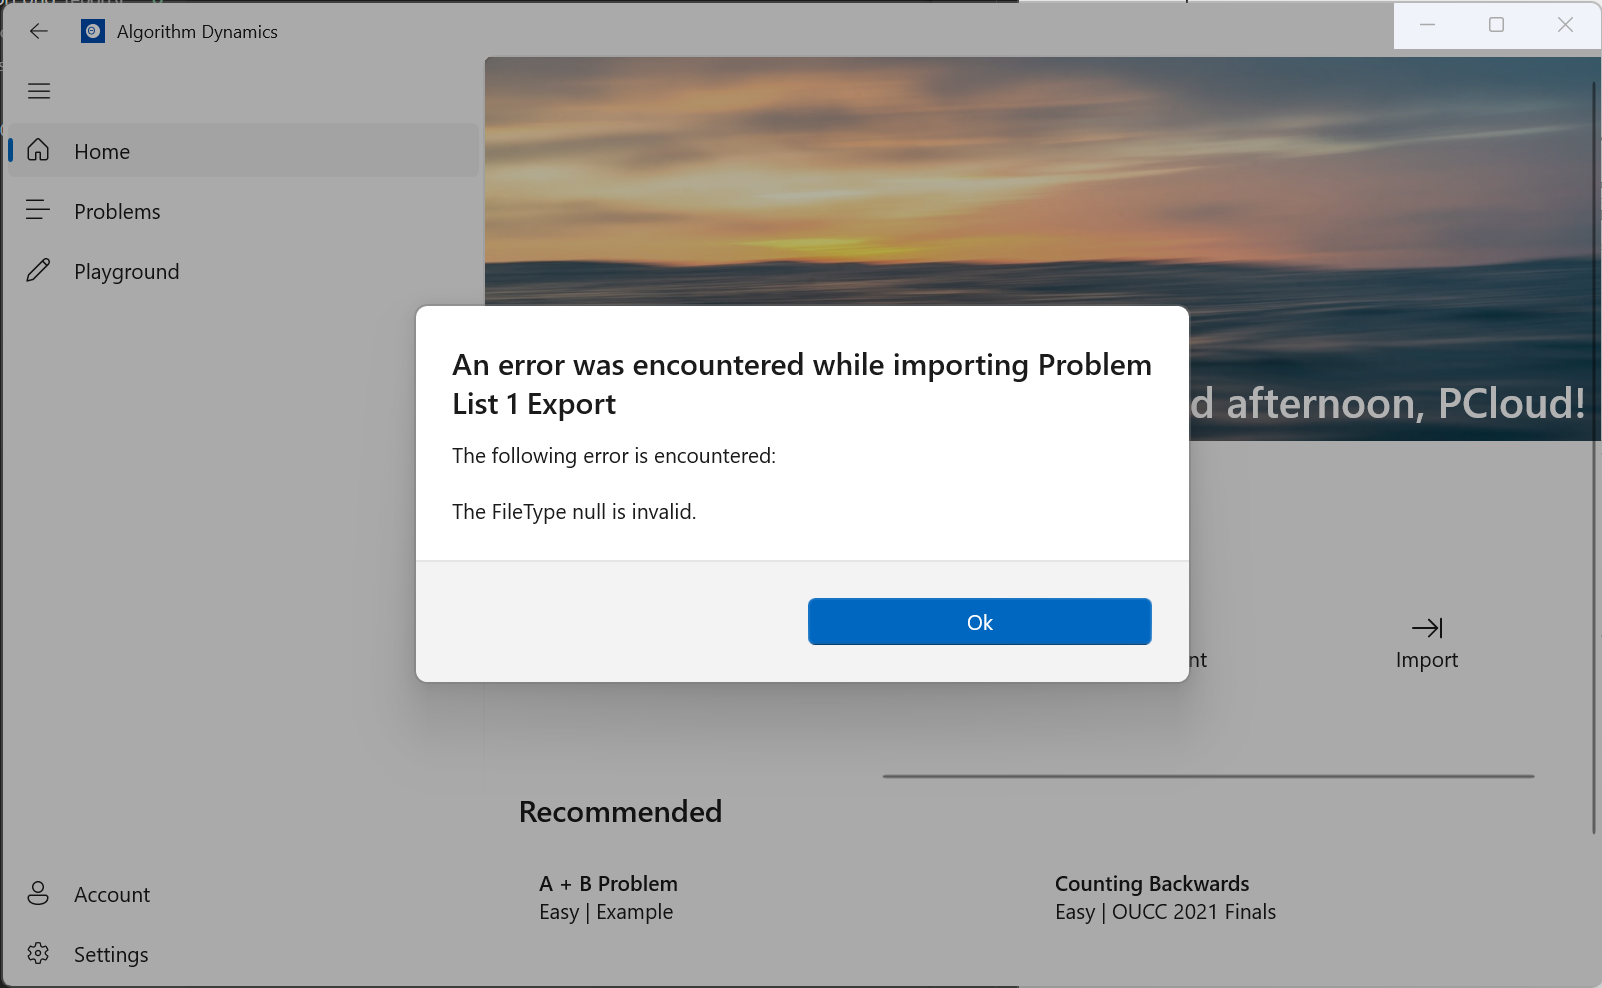 Algorithm Dynamics
Home
Problems
Playground
d afternoon, PCloud!
An error was encountered while importing Problem
List 1 Export
The following error is encountered:
The FileType null is invalid.
Ok
nt
Import
Recommended
A + B Problem
Easy | Example
Counting Backwards
Easy | OUCC 2021 Finals
Account
Settings